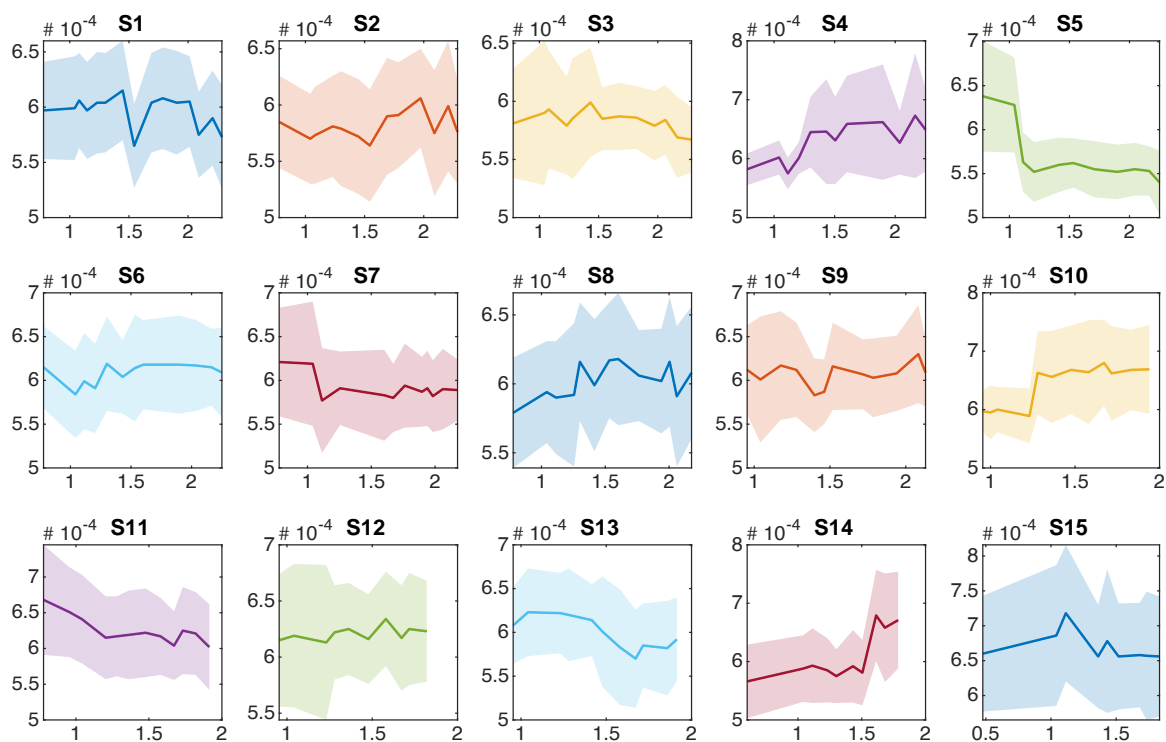 # 10-4 S1 # 10-4 S2 # 10-4 S3 # 10-4 S4 # 10-4 S5
6.5 6.5 6.5 8 7
6 6 6 7 6.5
5.5 5.5 5.5 6 6
5.5
5 5 5 5 5
1 1.5 2 1 1.5 2 1 1.5 2 1 1.5 2 1 1.5 2
# 10-4 S6 # 10-4 S7 # 10-4 S8 # 10-4 S9 # 10-4 S10
7 7 7 8
6.5 6.5 6.5 6.5 7
6 6 6 6 6
5.5 5.5 5.5 5.5
5 5 5 5
1 1.5 2 1 1.5 2 1 1.5 2 1 1.5 2 1 1.5 2
# 10-4 S11 # 10-4 S12 # 10-4 S13 # 10-4 S14 # 10-4 S15
7 7 8 8
7 6.5 6.5 7 7.5
7
6 6 6 6 6.5
5.5 5.5 6
5 5 5
1 1.5 2 1 1.5 2 1 1.5 2 1 1.5 2 0.5 1 1.5